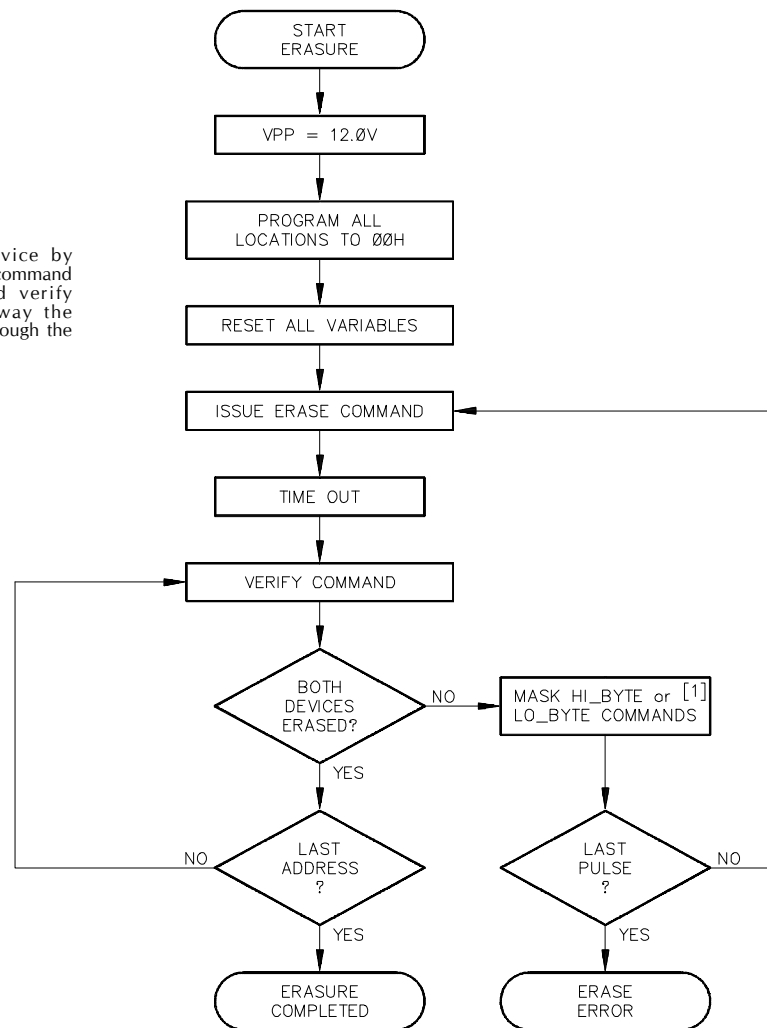 START
ERASURE
VPP = 12.0V
PROGRAM ALL
LOCATIONS TO 00H
vice by
command
d verify
way the
ough the
RESET ALL VARIABLES
ISSUE ERASE COMMAND
TIME OUT
VERIFY COMMAND
BOTH
DEVICES
ERASED?
NO
MASK HI_BYTE or [1]
LO_BYTE COMMANDS
YES
NO
LAST
ADDRESS
?
LAST
PULSE
?
NO
YES
YES
ERASURE
COMPLETED
ERASE
ERROR